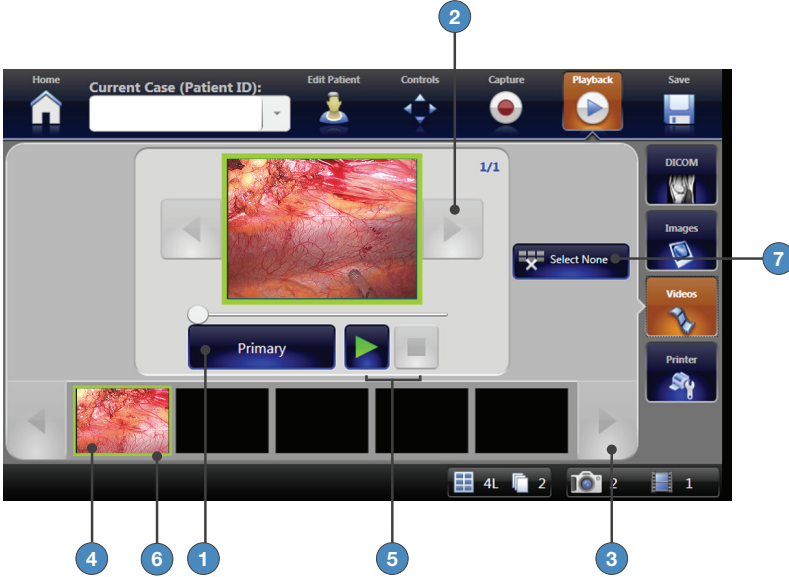 2
Home
Current Case (Patient ID):
Edit Patient
Controls
Capture
Playback
Save
1/1
DICOM
Images
Select None
7
Videos
Primary
Printer
4L
2
2
1
4
6
1
5
3